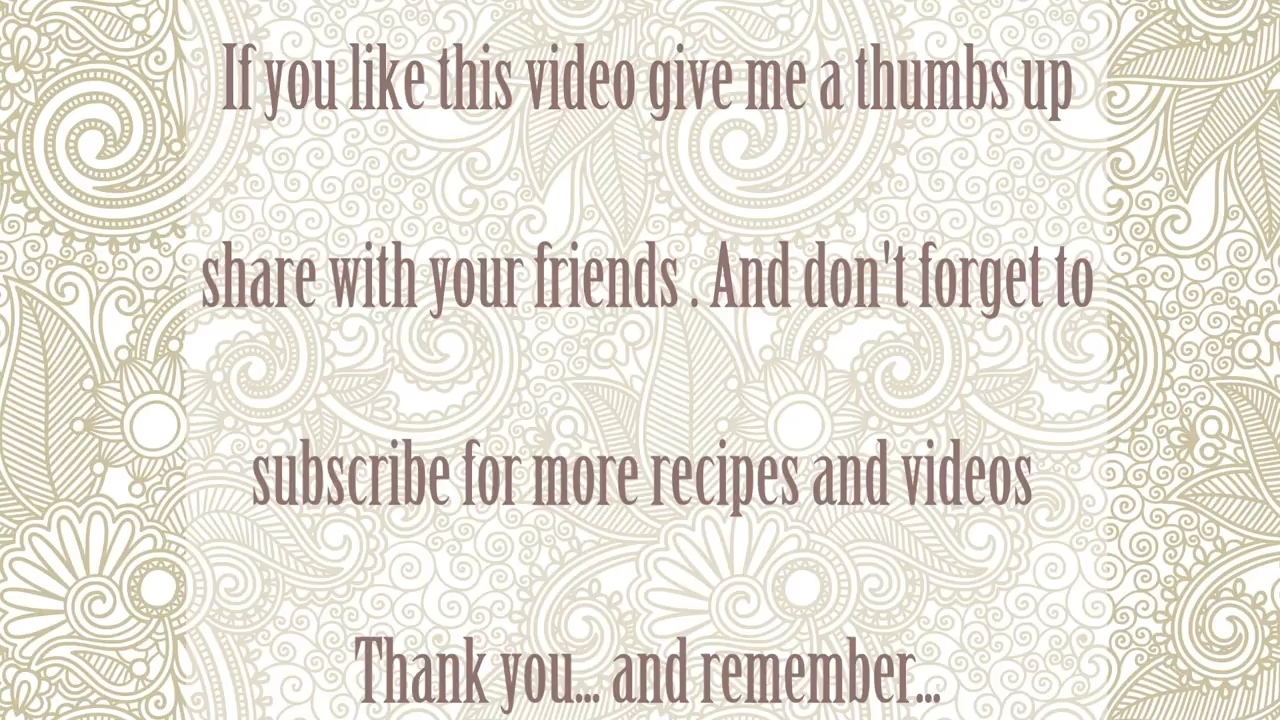 If you like this video give me a thumbs up
share with your friends . And don't forget to
subscribe for more recipes and videos
Thank you... and remember...